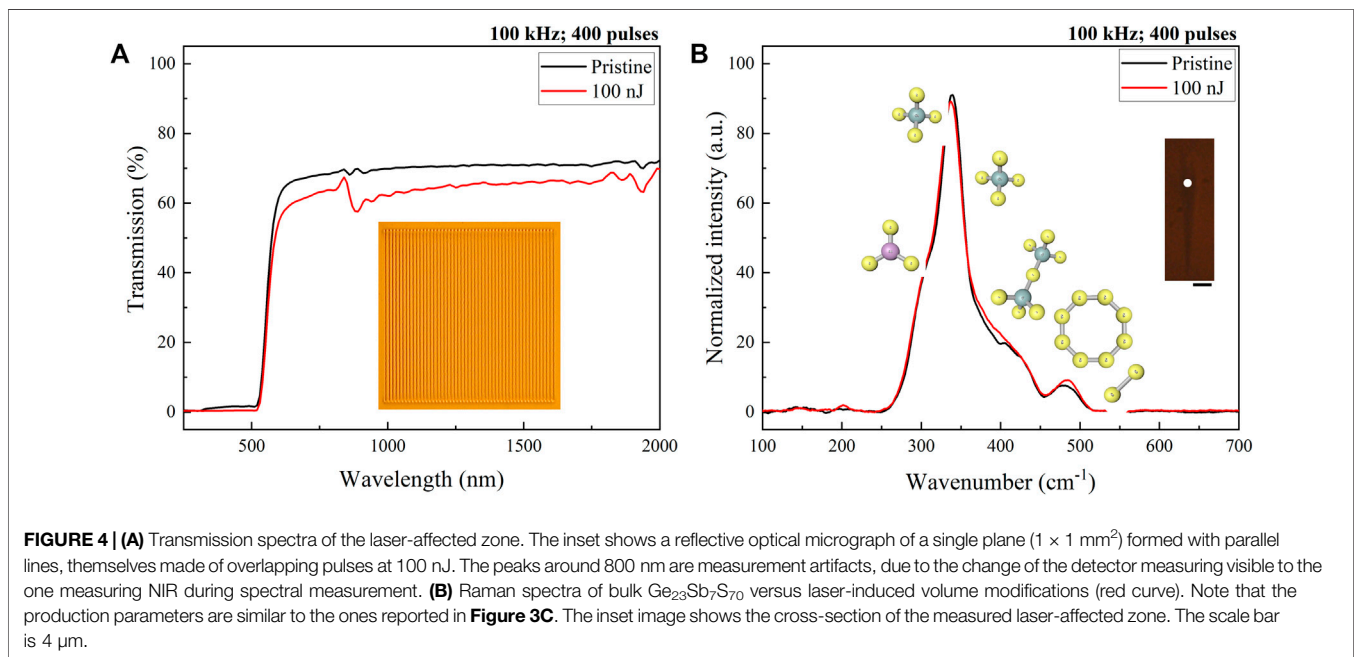 100 kHz; 400 pulses
A
Pristine
100 nJ
100
80
60
40
20
0
Transmission (%)
500
1000
1500
2000
Wavelength (nm)
100 kHz; 400 pulses
B
Pristine
100 nJ
100
80
60
40
20
0
Normalized intensity (a.u.)
100
200
300
400
500
600
700
Wavenumber (cm⁻¹)
FIGURE 4 | (A) Transmission spectra of the laser-affected zone. The inset shows a reflective optical micrograph of a single plane (1 × 1 mm²) formed with parallel
lines, themselves made of overlapping pulses at 100 nJ. The peaks around 800 nm are measurement artifacts, due to the change of the detector measuring visible to the
one measuring NIR during spectral measurement. (B) Raman spectra of bulk Ge₂₃Sb₇S₇₀ versus laser-induced volume modifications (red curve). Note that the
production parameters are similar to the ones reported in Figure 3C. The inset image shows the cross-section of the measured laser-affected zone. The scale bar
is 4 µm.